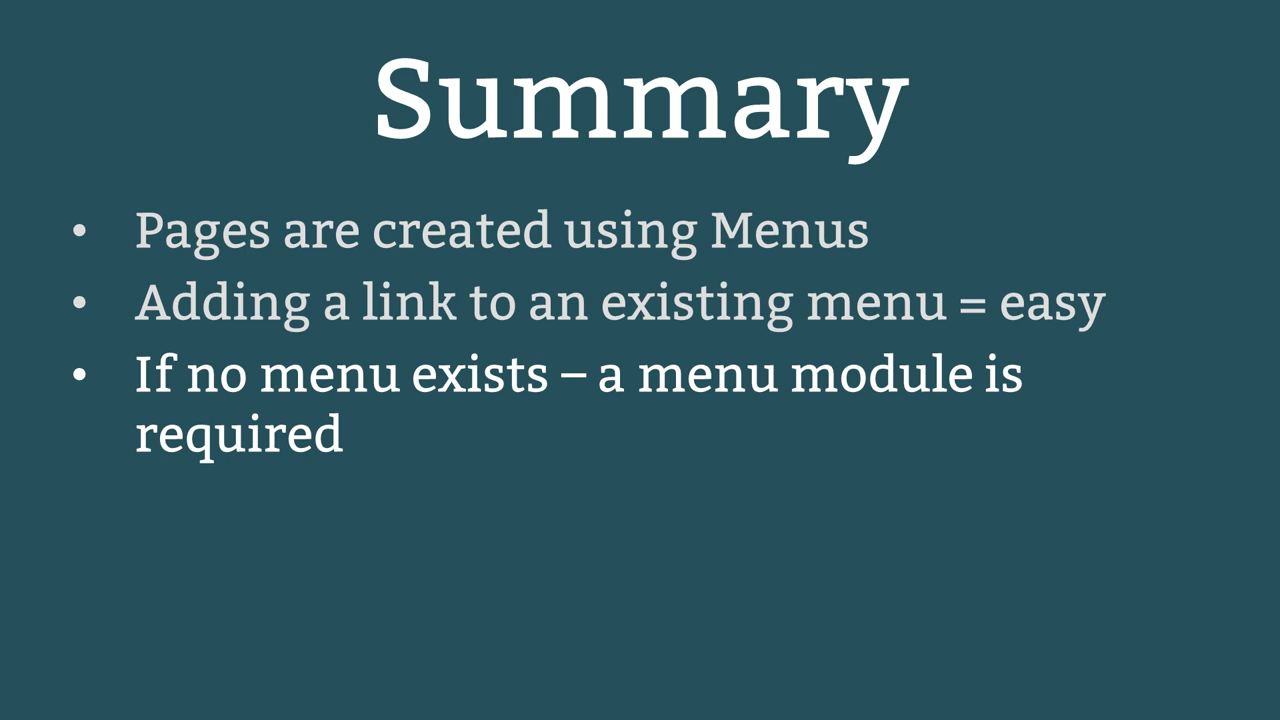 Summary
• Pages are created using Menus
• Adding a link to an existing menu = easy
• If no menu exists – a menu module is
required